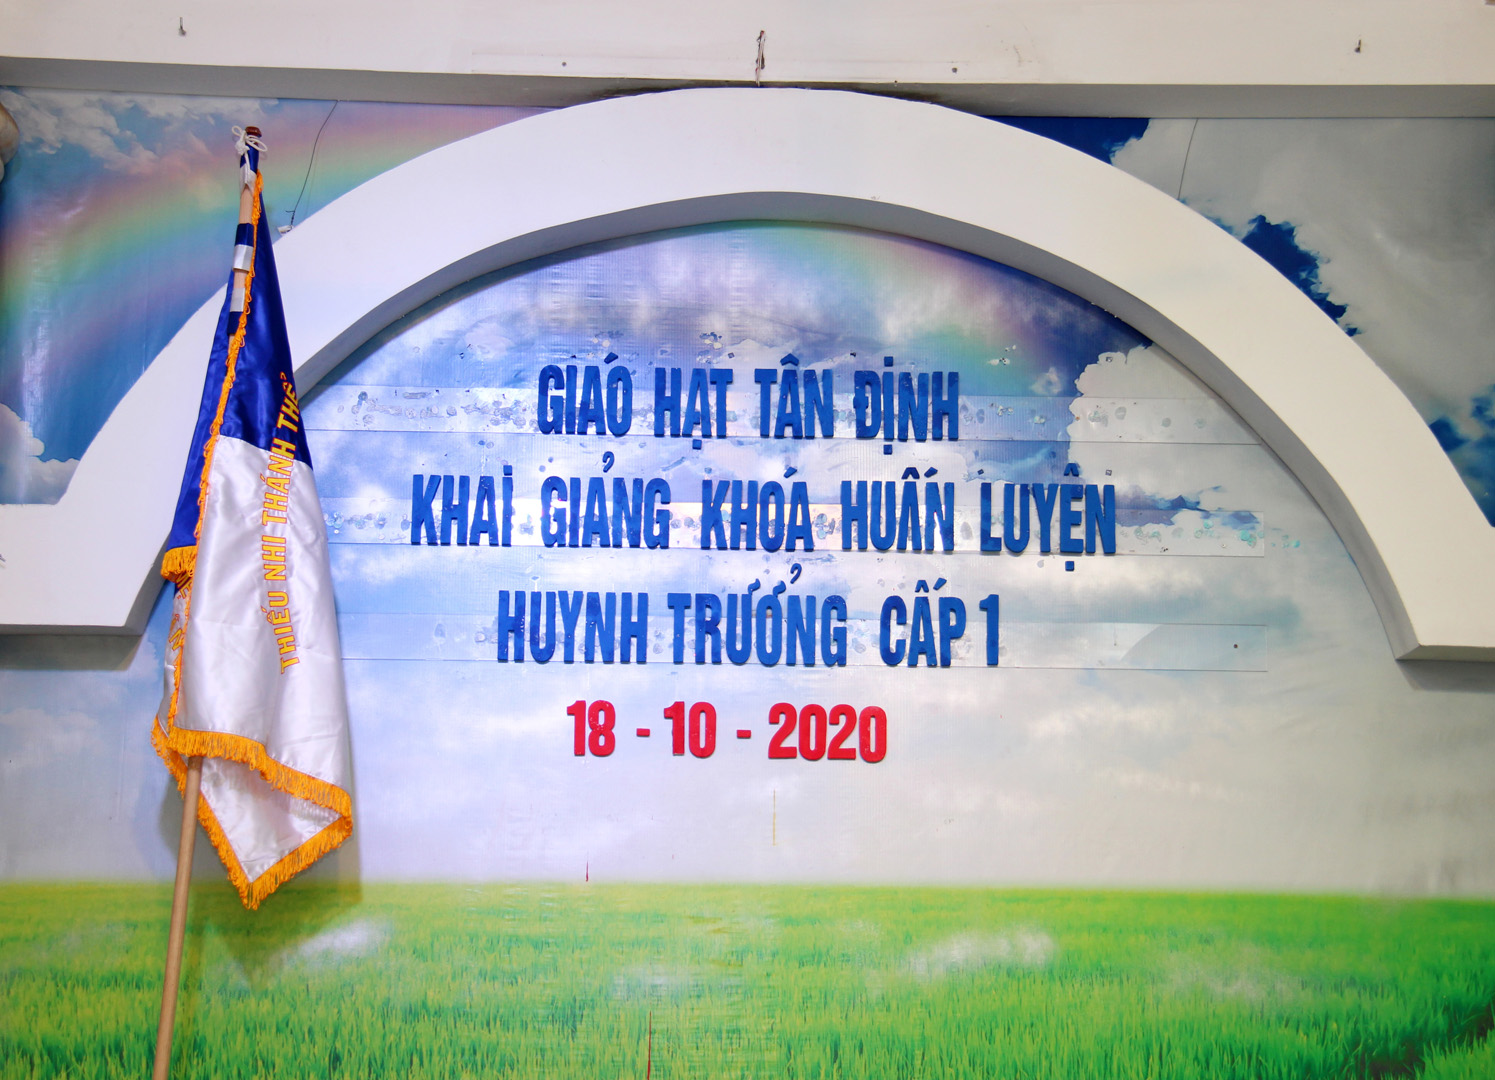 GIÁO HẠT TÂN ĐỊNH
KHAI GIẢNG KHÓA HUẤN LUYỆN
HUYNH TRƯỞNG CẤP 1
18 - 10 - 2020
THIẾU NHI THÁNH THỂ